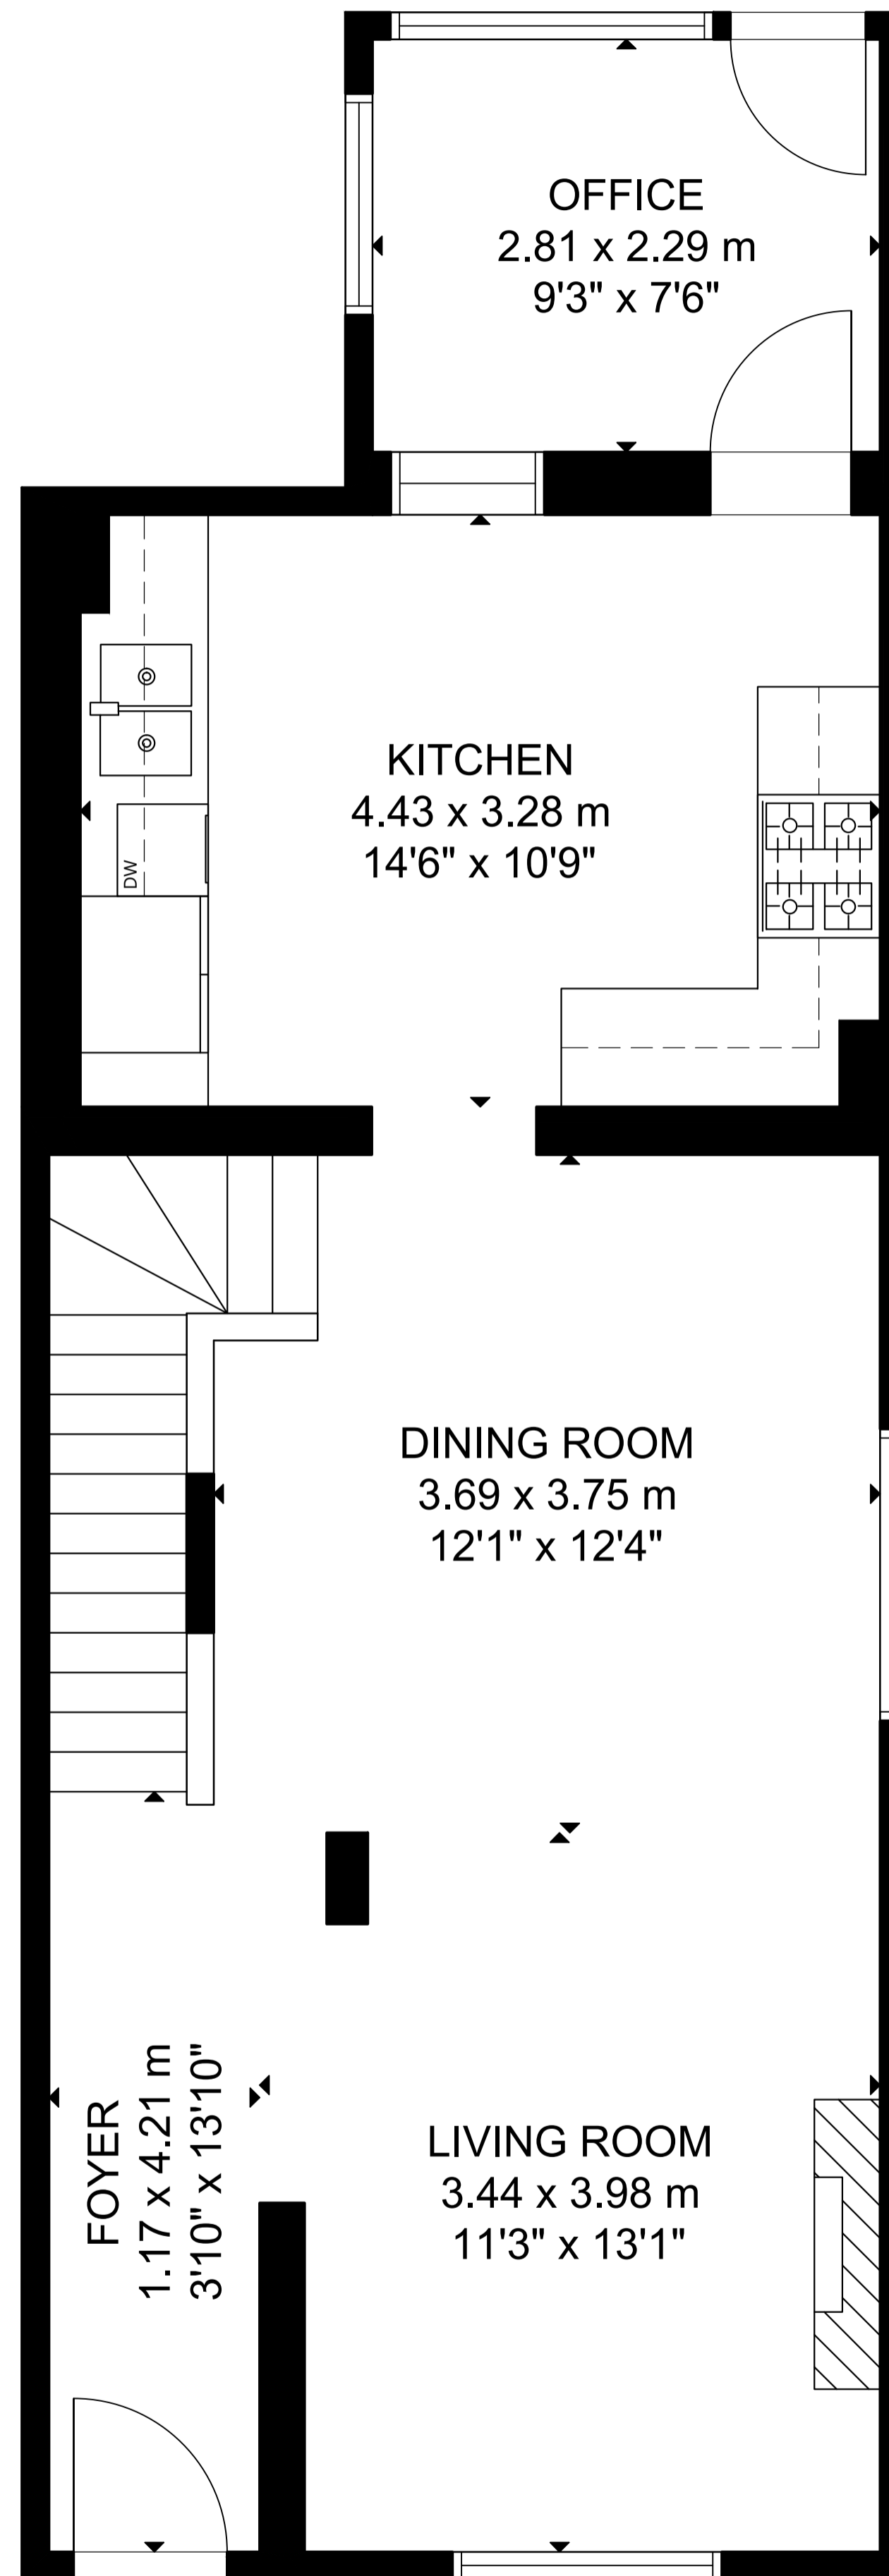 OFFICE
2.81 x 2.29 m
9'3" x 7'6"
KITCHEN
4.43 x 3.28 m
14'6" x 10'9"
DW
DINING ROOM
3.69 x 3.75 m
12'1" x 12'4"
FOYER
1.17 x 4.21 m
3'10" x 13'10"
LIVING ROOM
3.44 x 3.98 m
11'3" x 13'1"